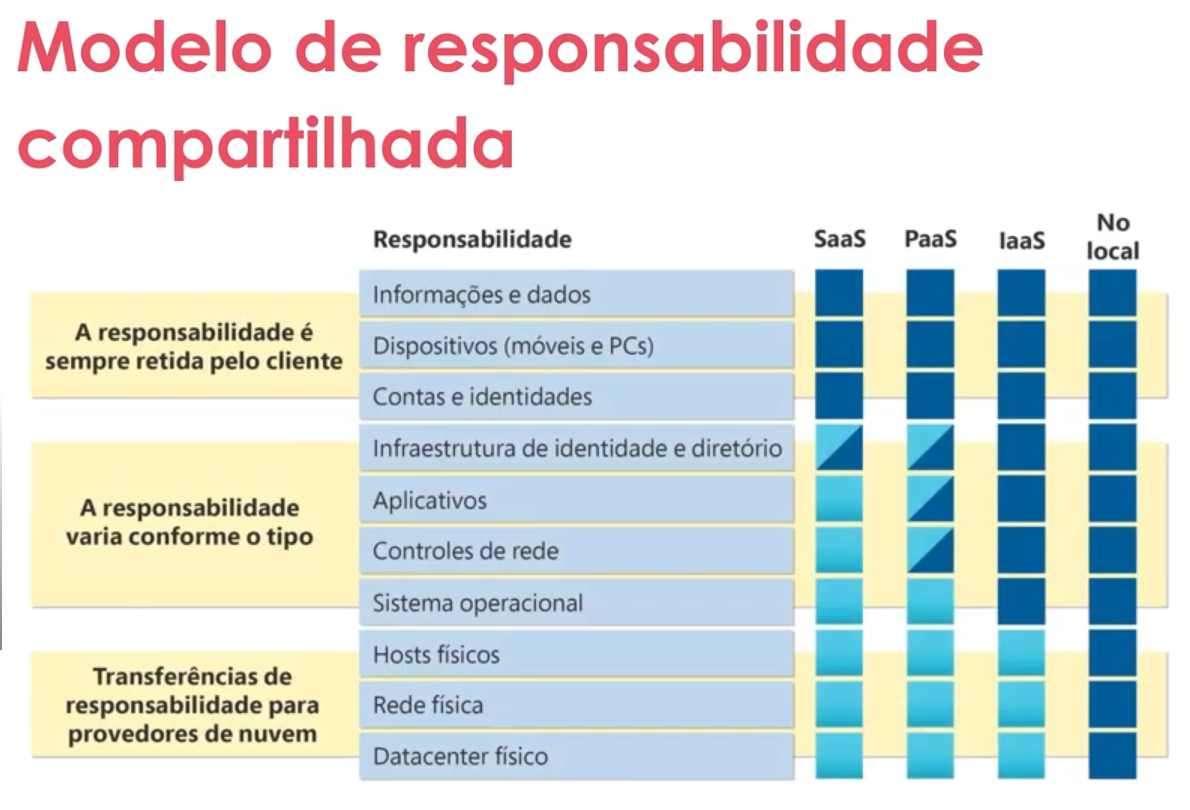 Modelo de responsabilidade
compartilhada
Responsabilidade SaaS PaaS IaaS No local
A responsabilidade é
sempre retida pelo cliente
Informações e dados
Dispositivos (móveis e PCs)
Contas e identidades
A responsabilidade
varia conforme o tipo
Infraestrutura de identidade e diretório
Aplicativos
Controles de rede
Sistema operacional
Transferências de
responsabilidade para
provedores de nuvem
Hosts físicos
Rede física
Datacenter físico